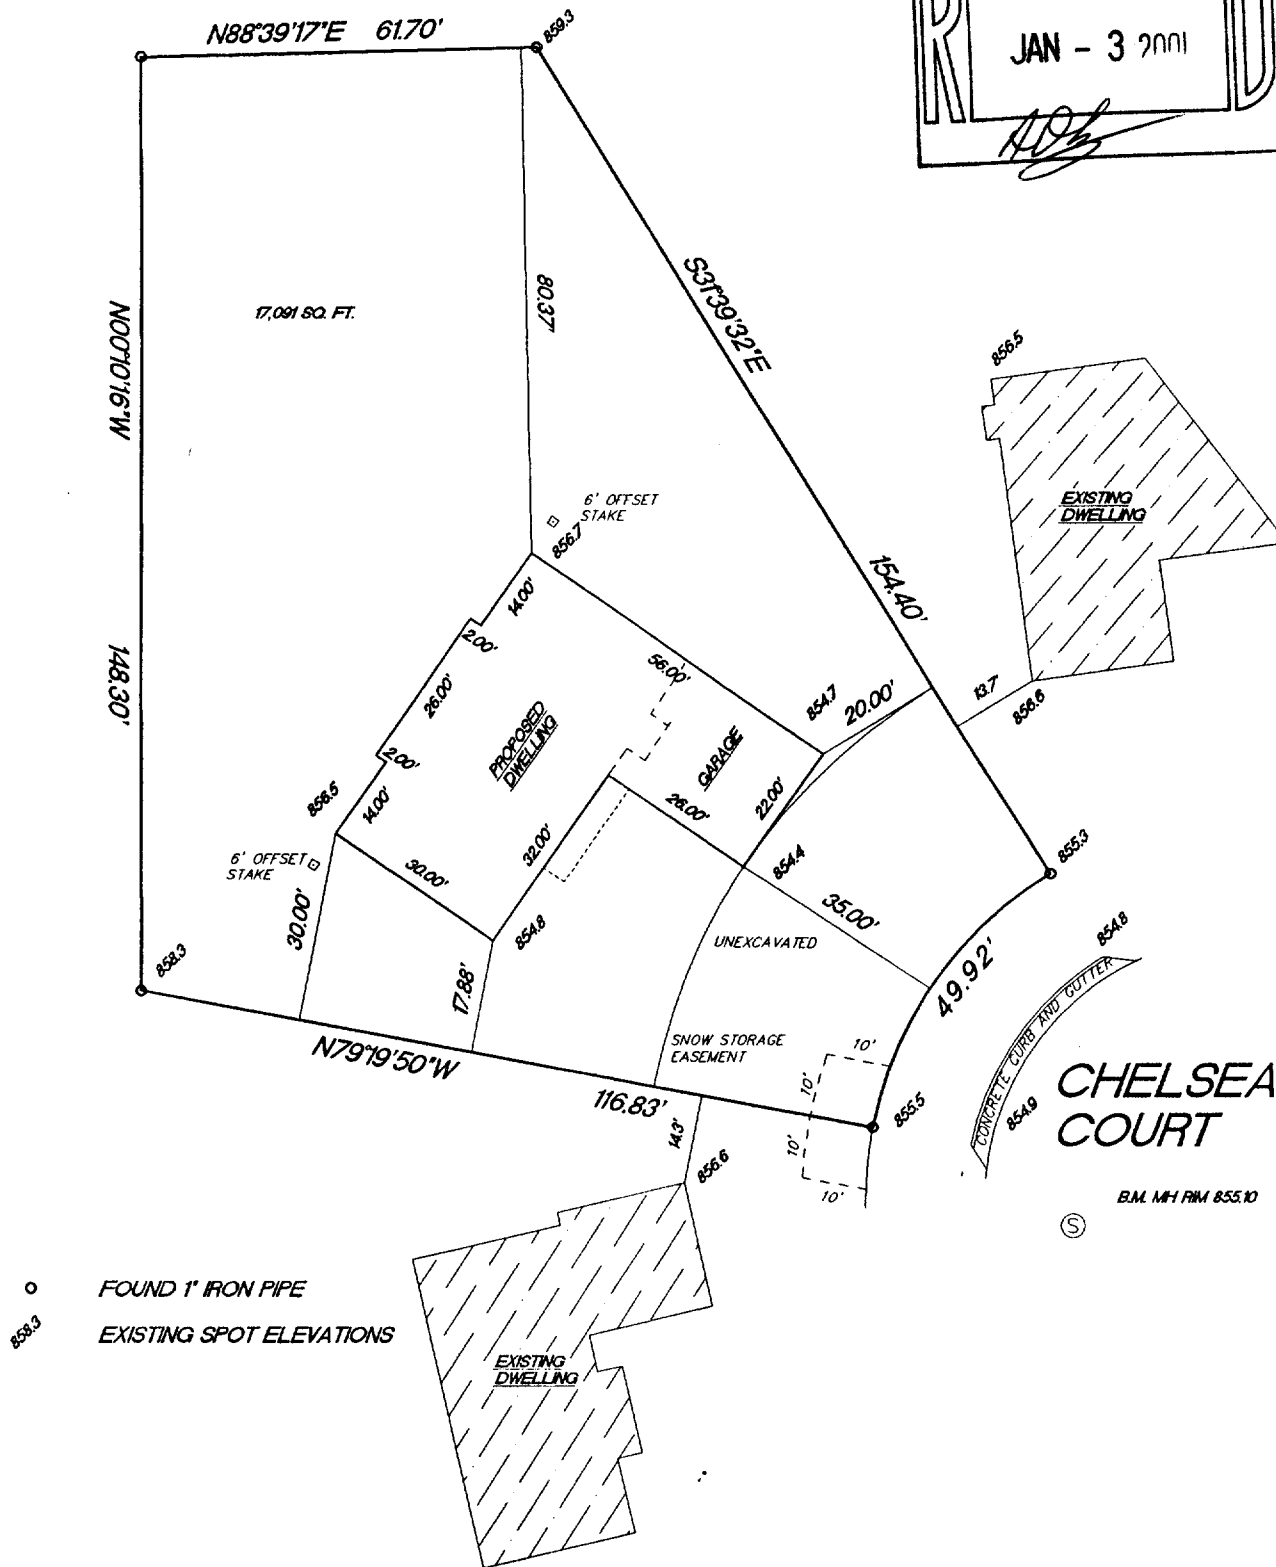 N88°39'17"E 61.70'
859.3
R D
JAN - 3 2001
N00°10'16"W
148.30'
17,091 SQ. FT.
80.37'
S31°39'32"E
154.40'
856.5
EXISTING
DWELLING
6' OFFSET
STAKE
856.7
14.00'
2.00'
26.00'
56.00'
PROPOSED
DWELLING
GARAGE
854.7
20.00'
13.7'
856.6
2.00'
14.00'
856.5
22.00'
26.00'
32.00'
6' OFFSET
STAKE
30.00'
30.00'
854.8
854.4
35.00'
855.3
UNEXCAVATED
17.88'
858.3
49.92'
854.8
CONCRETE CURB AND GUTTER
854.9
SNOW STORAGE
EASEMENT
10'
10'
10'
10'
855.5
N79°19'50"W
116.83'
CHELSEA
COURT
14.3'
856.6
B.M. MH RIM 855.10
S
FOUND 1" IRON PIPE
858.3 EXISTING SPOT ELEVATIONS
EXISTING
DWELLING